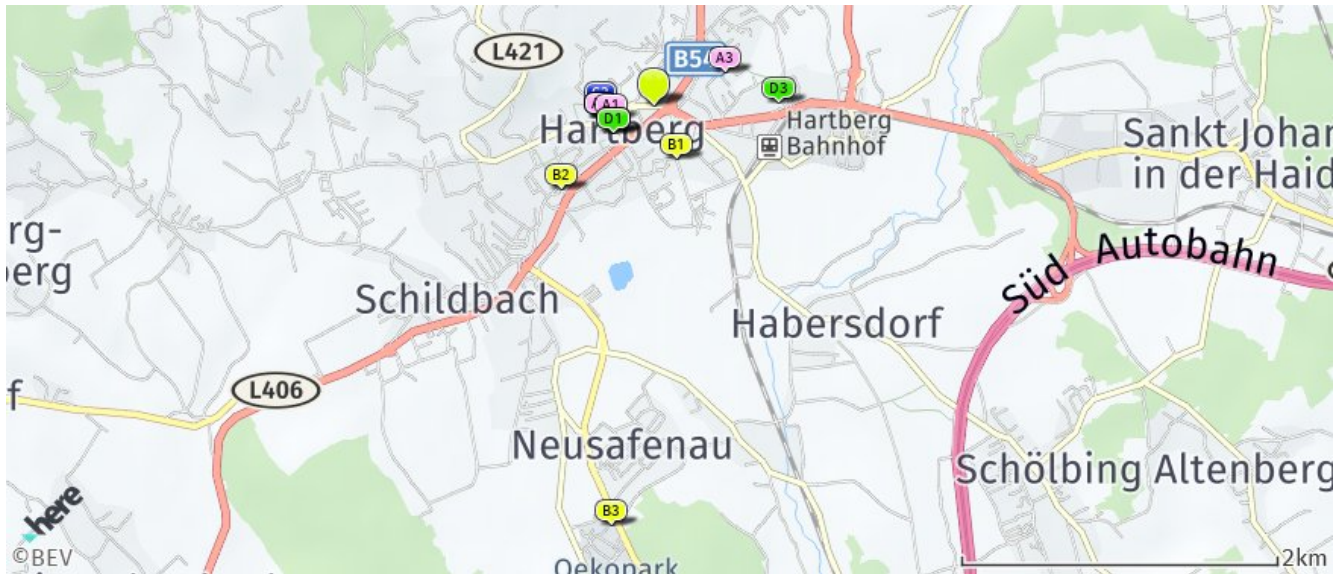 L421
B54
A3
D3
A1
D1
Hartberg
B1
Hartberg
Bahnhof
B2
Sankt Johan
in der Haid
rg-
berg
Süd Autobahn
Schildbach
Habersdorf
L406
f
Neusafenau
Schölbing Altenberg
B3
here
©BEV
Oekopark
2km